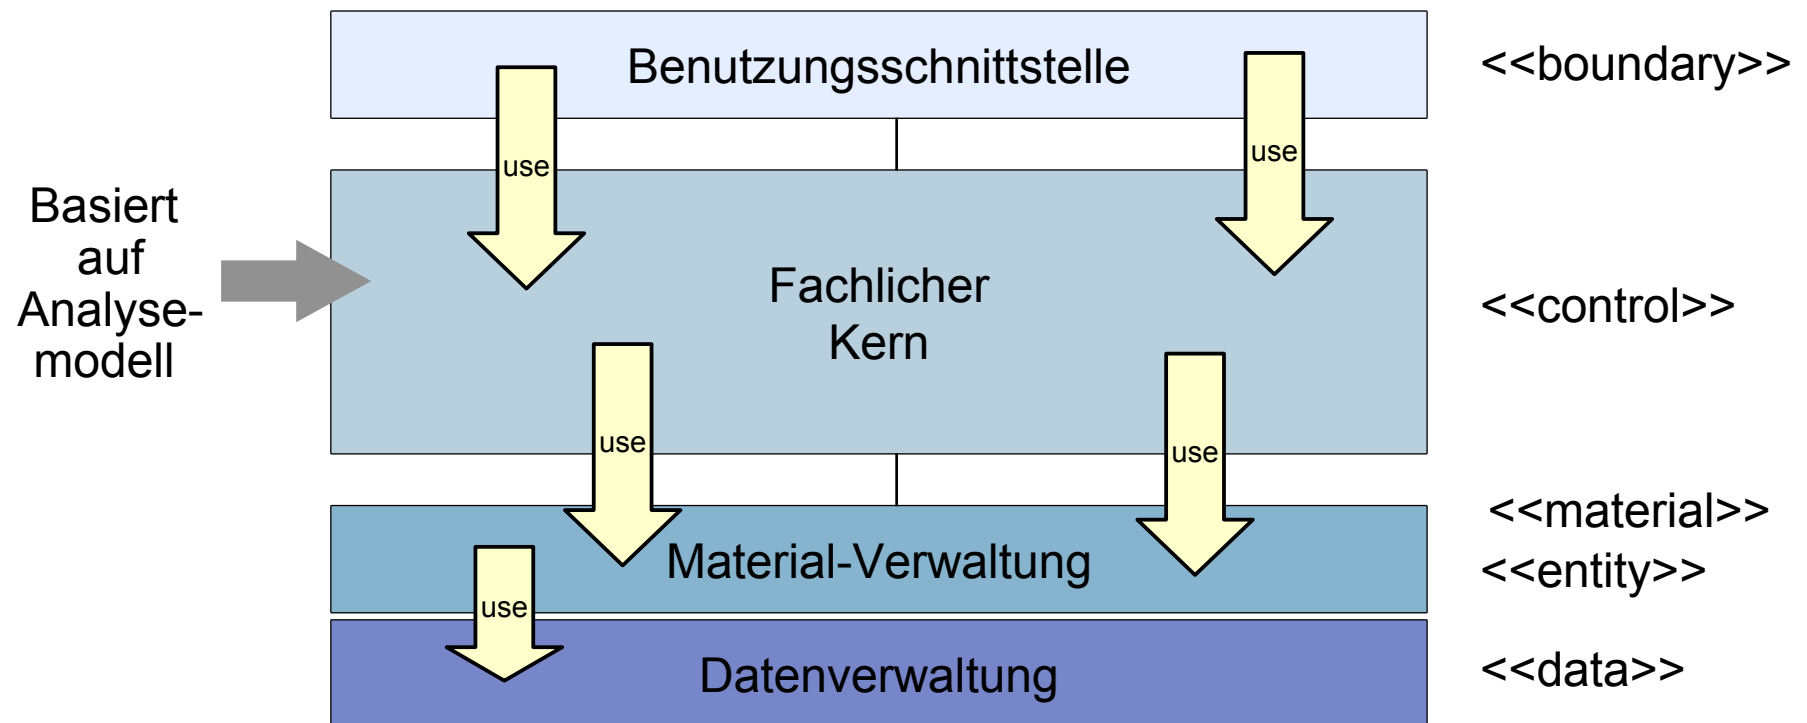 Benutzungsschnittstelle
<<boundary>>
use
use
Basiert
auf
Analyse-
modell
Fachlicher
Kern
<<control>>
use
use
<<material>>
Material-Verwaltung
<<entity>>
use
Datenverwaltung
<<data>>